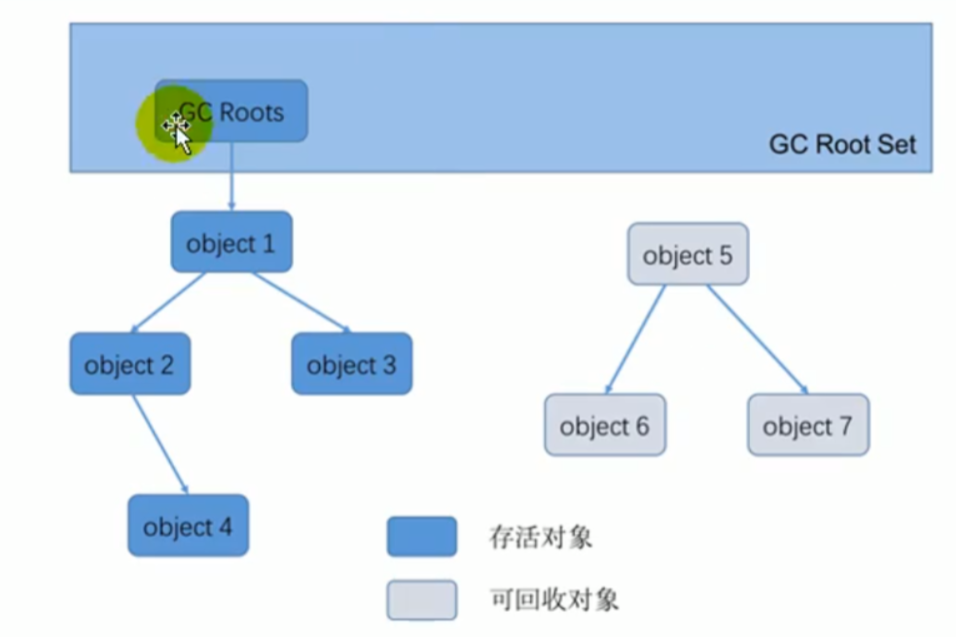 GC Roots
GC Root Set
object 1
object 5
object 2
object 3
object 6
object 7
object 4
存活对象
可回收对象